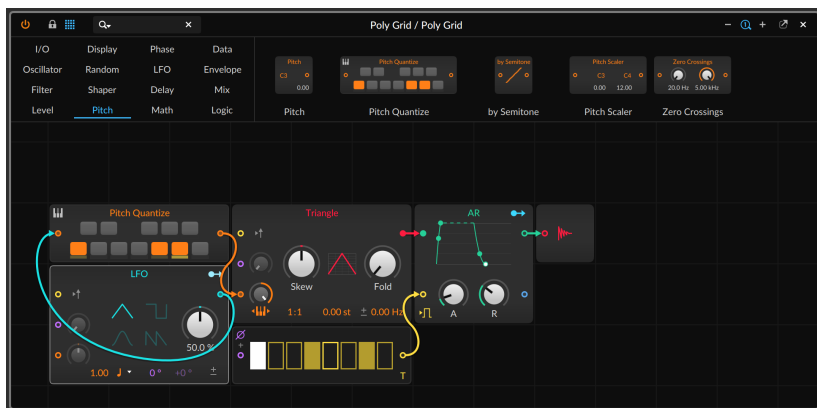 Poly Grid / Poly Grid
I/O Display Phase Data
Oscillator Random LFO Envelope
Filter Shaper Delay Mix
Level Pitch Math Logic
Pitch
C3
0.00
Pitch
Pitch Quantize
Pitch Quantize
by Semitone
by Semitone
Pitch Scaler
C3 C4
0.00 12.00
Pitch Scaler
Zero Crossings
20.0 Hz 5.00 kHz
Zero Crossings
Pitch Quantize
LFO
50.0 %
1.00 0° +0° ±
Triangle
Skew Fold
1:1 0.00 st ± 0.00 Hz
AR
A R
Ø
+
T